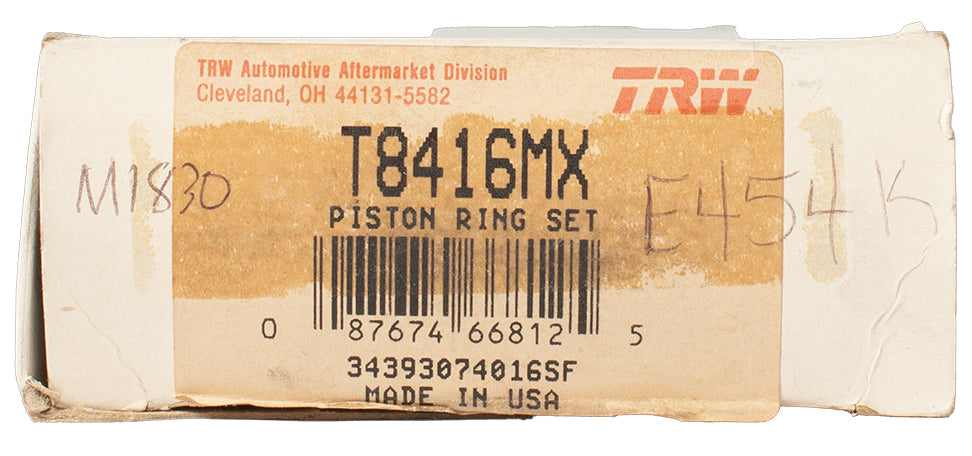 TRW Automotive Aftermarket Division
Cleveland, OH 44131-5582
TRW
T8416MX
M1830
E454K
PISTON RING SET
0 87674 66812 5
34393074016SF
MADE IN USA